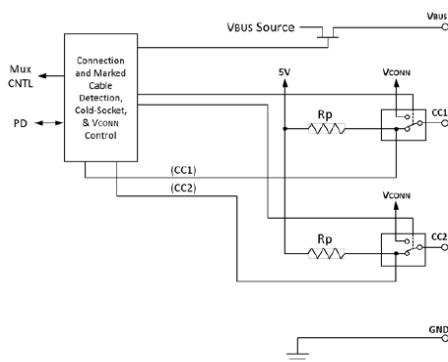 VBUS Source
VBUS
Connection
and Marked
Cable
Detection,
Cold-Socket,
& VCONN
Control
Mux
CNTL
PD
5V
VCONN
Rp
CC1
(CC1)
(CC2)
VCONN
Rp
CC2
GND